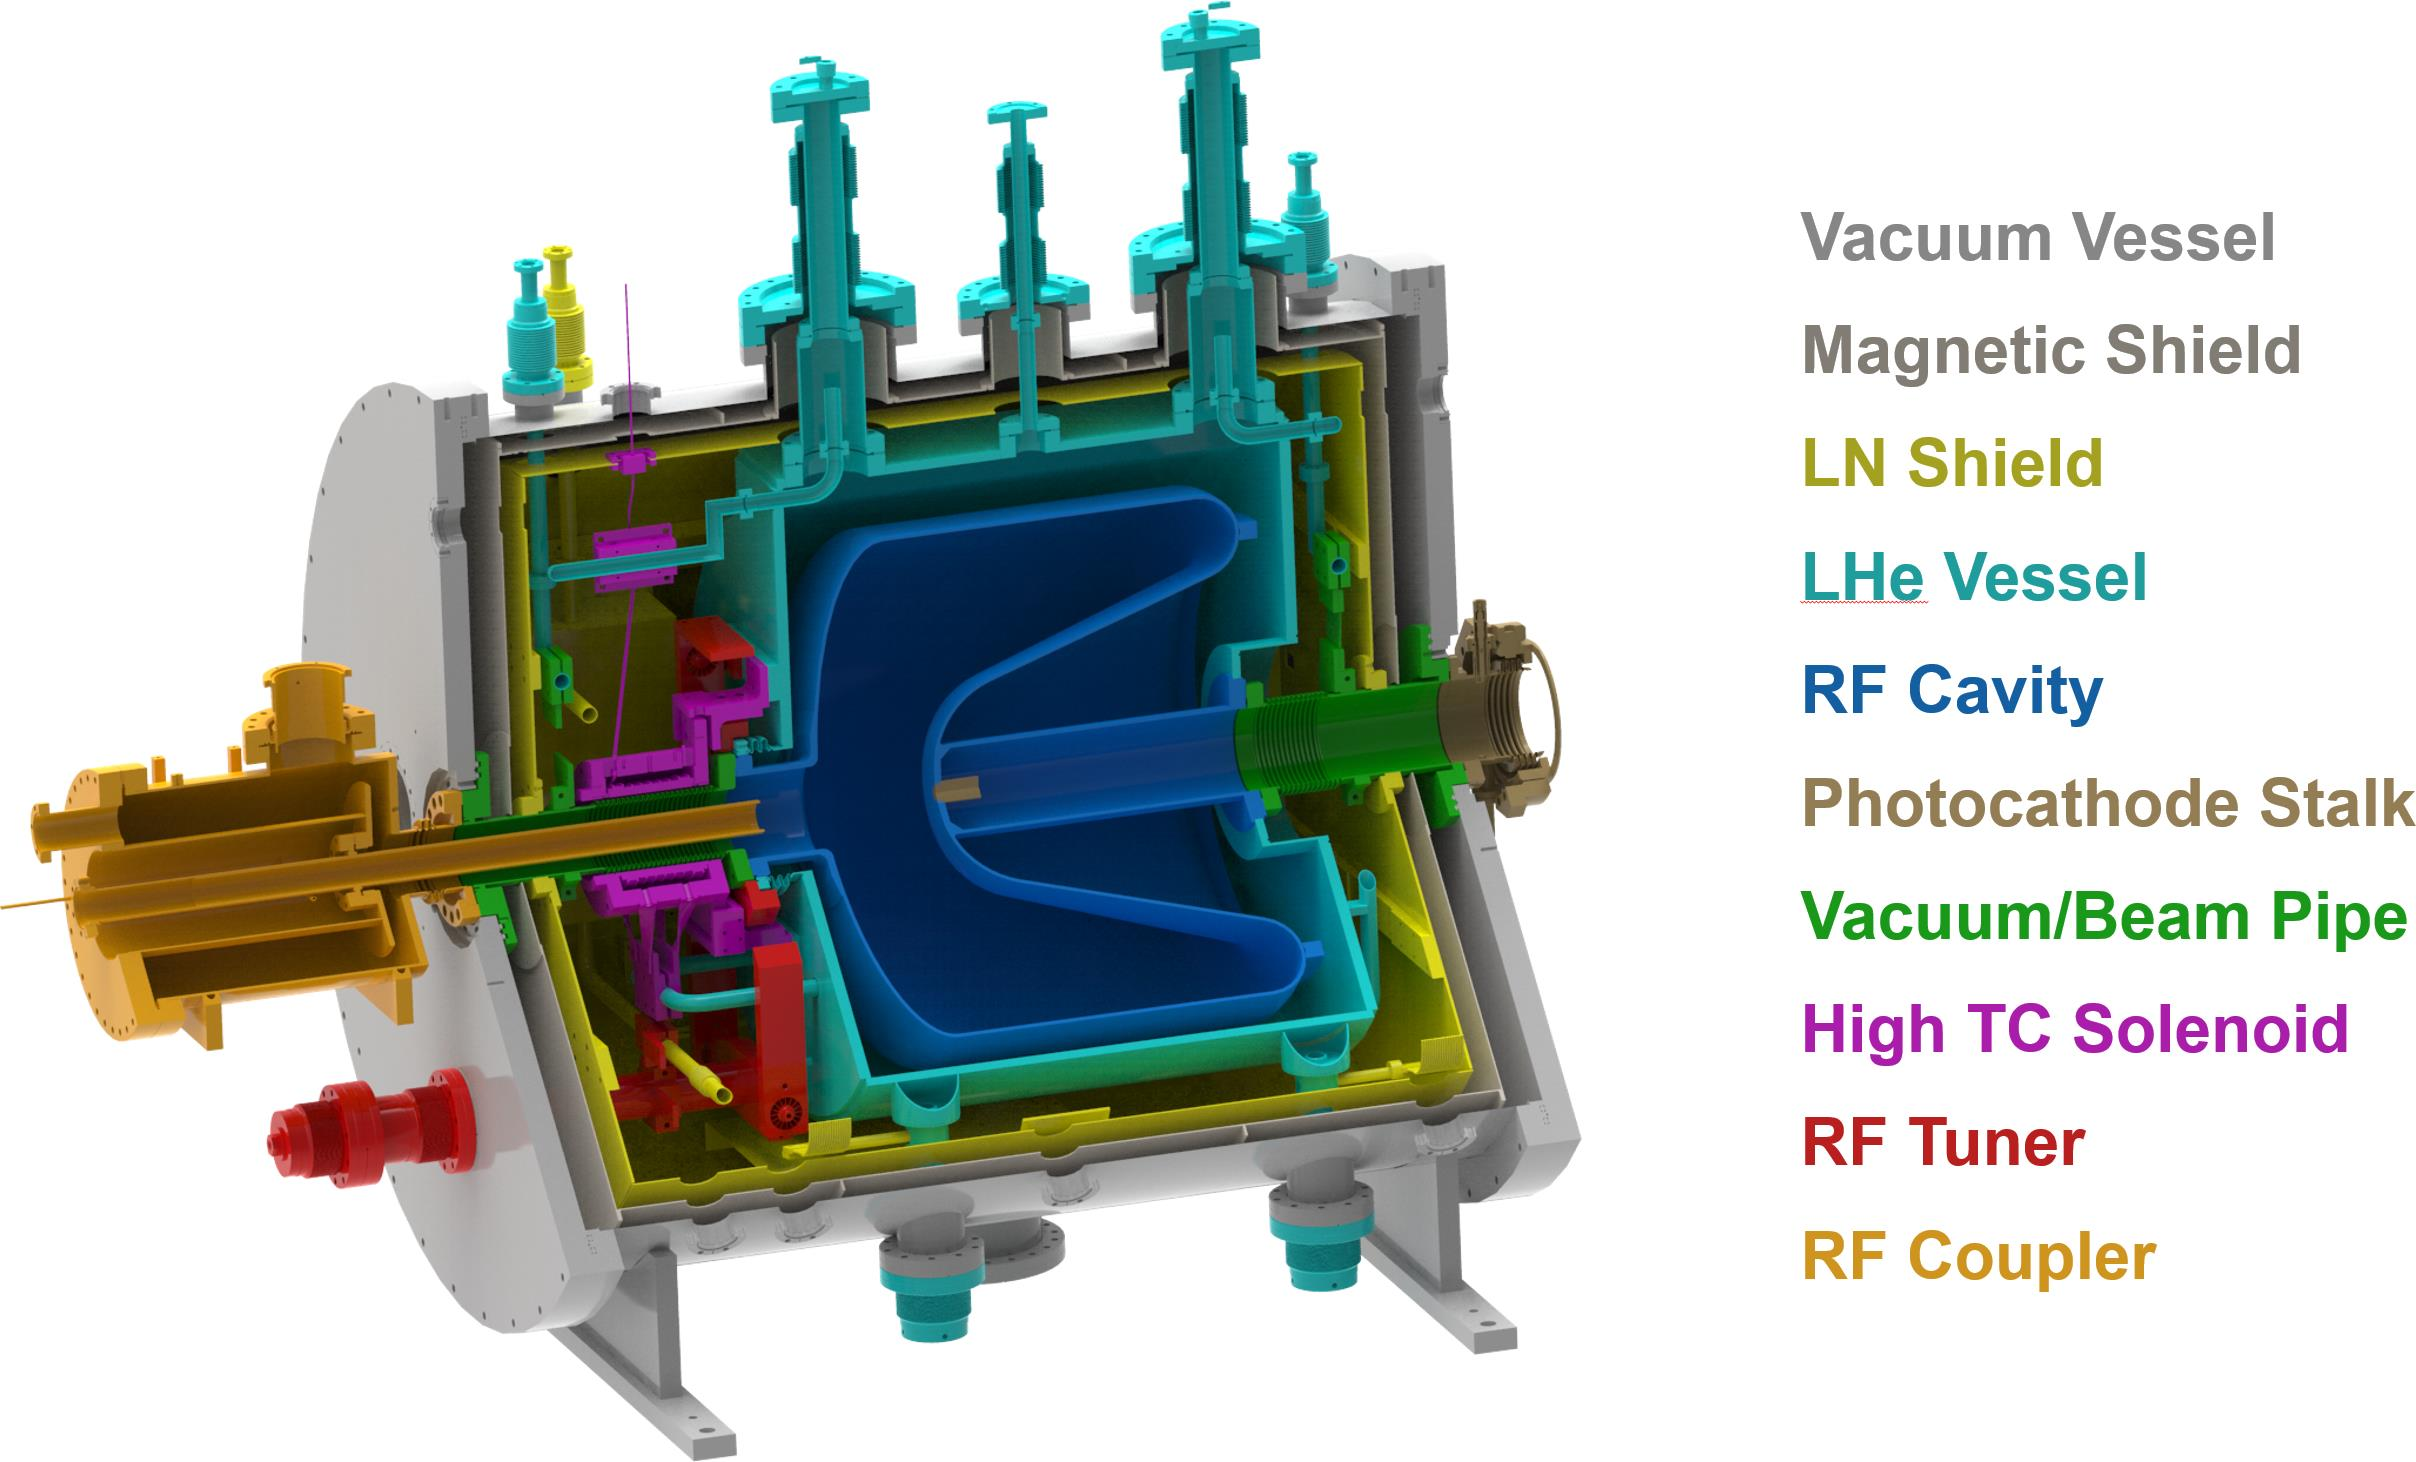 Vacuum Vessel
Magnetic Shield
LN Shield
LHe Vessel
RF Cavity
Photocathode Stalk
Vacuum/Beam Pipe
High TC Solenoid
RF Tuner
RF Coupler